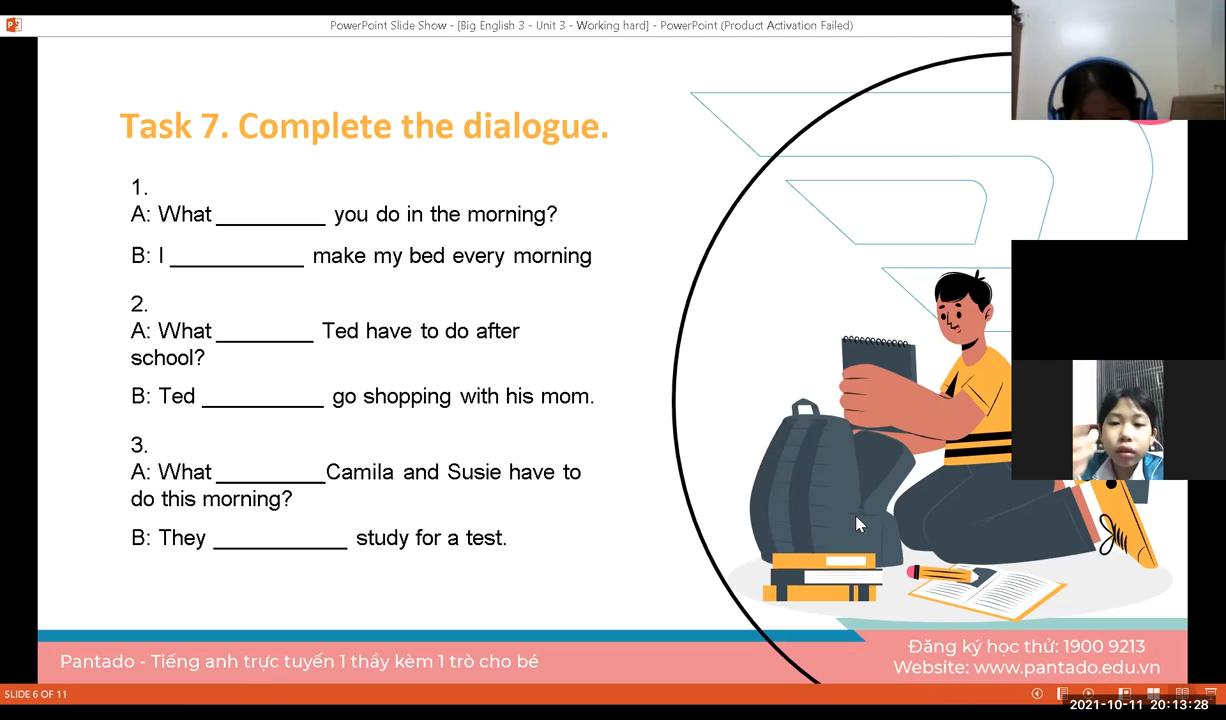 PowerPoint Slide Show - [Big English 3 - Unit 3 - Working hard] - PowerPoint (Product Activation Failed)
Task 7. Complete the dialogue.
1.
A: What _________ you do in the morning?
B: I ___________ make my bed every morning
2.
A: What ________ Ted have to do after
school?
B: Ted __________ go shopping with his mom.
3.
A: What _________Camila and Susie have to
do this morning?
B: They ___________ study for a test.
Pantado - Tiếng anh trực tuyến 1 thầy kèm 1 trò cho bé
Đăng ký học thử: 1900 9213
Website: www.pantado.edu.vn
SLIDE 6 OF 11
2021-10-11 20:13:28